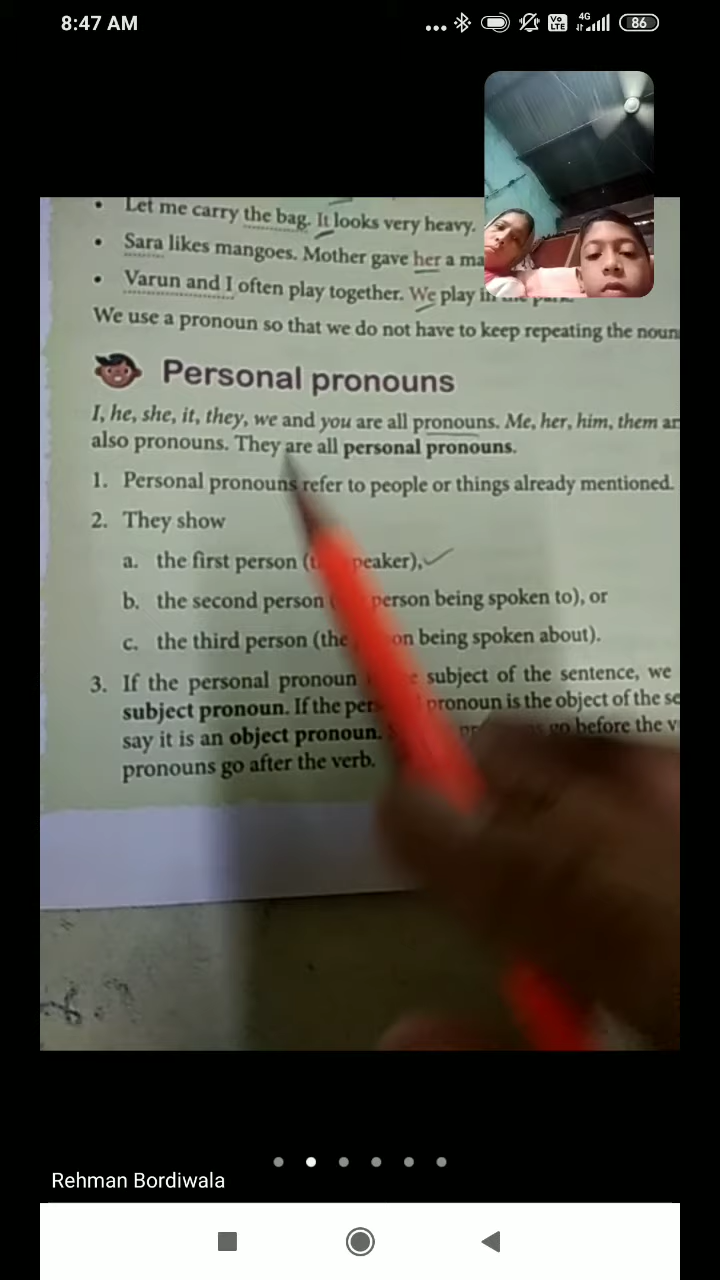 8:47 AM
Vo LTE 4G 86
Let me carry the bag. It looks very heavy.
Sara likes mangoes. Mother gave her a
Varun and I often play together. We play
We use a pronoun so that we do not have to keep repeating the noun
Personal pronouns
I, he, she, it, they, we and you are all pronouns. Me, her, him, them
also pronouns. They are all personal pronouns.
1. Personal pronouns refer to people or things already mentioned.
2. They show
a. the first person ( peaker),
b. the second person ( person being spoken to), or
c. the third person (the on being spoken about).
3. If the personal pronoun subject of the sentence, we
subject pronoun. If the pronoun is the object of the
say it is an object pronoun. go before the
pronouns go after the verb.
Rehman Bordiwala